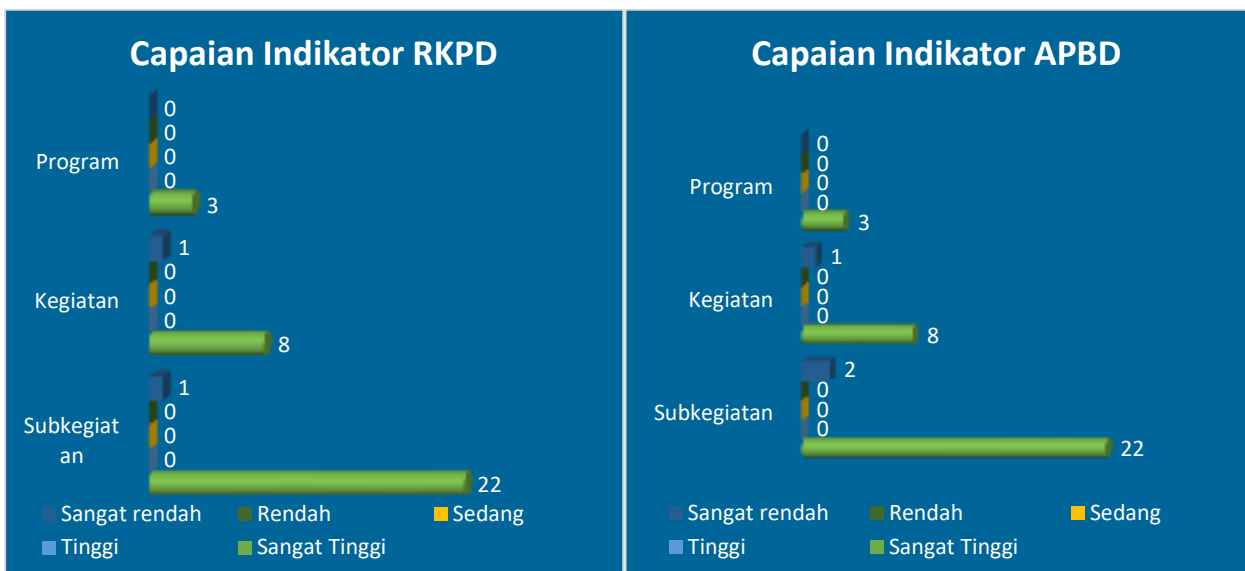 Capaian Indikator RKPD
0
0
Program
0
0
3
1
0
Kegiatan
0
0
8
1
0
Subkegiat
an
0
0
22
Sangat rendah
Rendah
Sedang
Tinggi
Sangat Tinggi
Capaian Indikator APBD
0
0
Program
0
0
3
1
0
Kegiatan
0
0
8
2
0
Subkegiatan
0
0
22
Sangat rendah
Rendah
Sedang
Tinggi
Sangat Tinggi